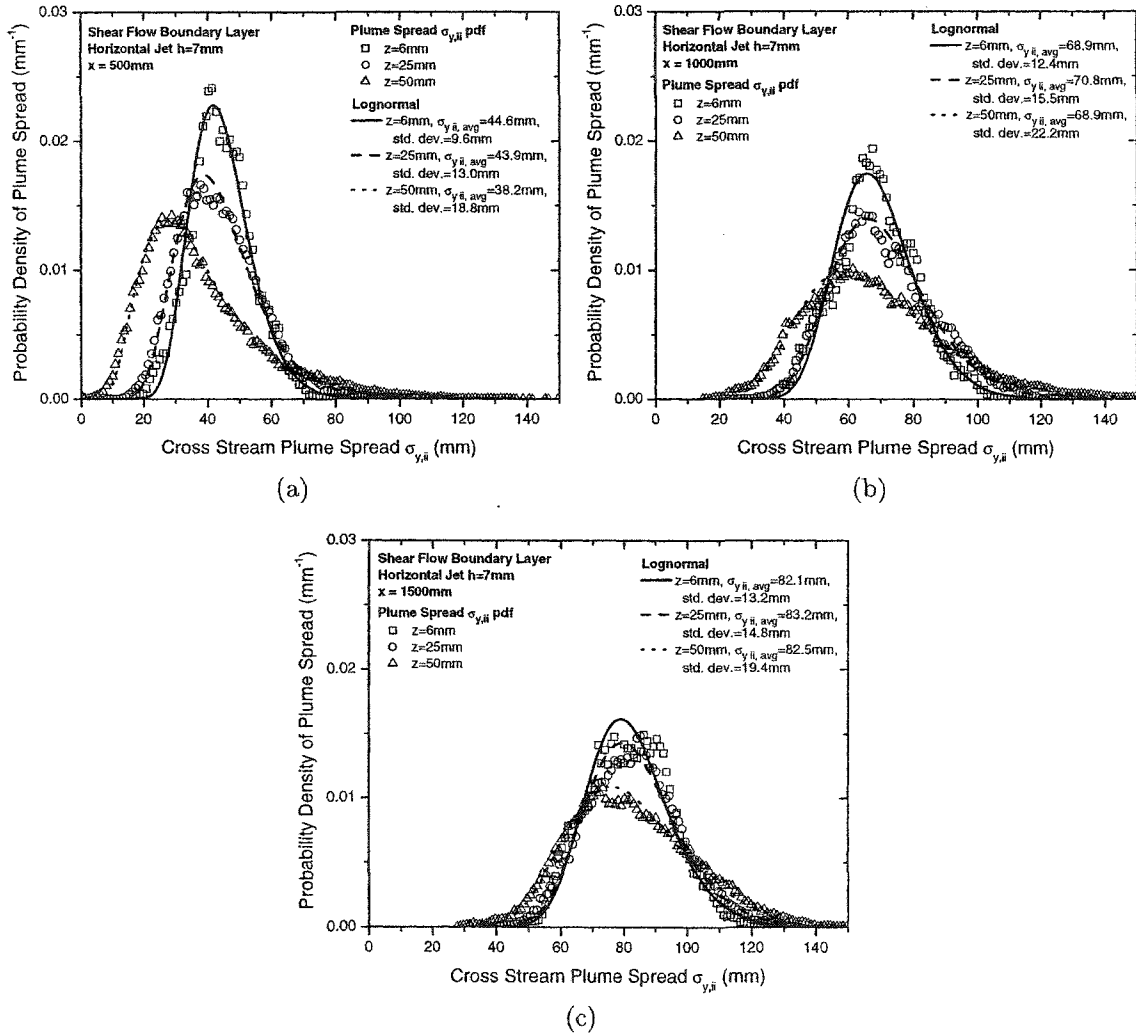 0.03
0.02
0.01
0.00
Probability Density of Plume Spread (mm⁻¹)
Shear Flow Boundary Layer
Horizontal Jet h=7mm
x = 500mm
Plume Spread σy,ii pdf
z=6mm
z=25mm
z=50mm
Lognormal
z=6mm, σy ii, avg=44.6mm,
std. dev.=9.6mm
z=25mm, σy ii, avg=43.9mm,
std. dev.=13.0mm
z=50mm, σy ii, avg=38.2mm,
std. dev.=18.8mm
0 20 40 60 80 100 120 140
Cross Stream Plume Spread σy,ii (mm)
(a)
0.03
0.02
0.01
0.00
Probability Density of Plume Spread (mm⁻¹)
Shear Flow Boundary Layer
Horizontal Jet h=7mm
x = 1000mm
Plume Spread σy,ii pdf
z=6mm
z=25mm
z=50mm
Lognormal
z=6mm, σy ii, avg=68.9mm,
std. dev.=12.4mm
z=25mm, σy ii, avg=70.8mm,
std. dev.=15.5mm
z=50mm, σy ii, avg=68.9mm,
std. dev.=22.2mm
0 20 40 60 80 100 120 140
Cross Stream Plume Spread σy,ii (mm)
(b)
0.03
0.02
0.01
0.00
Probability Density of Plume Spread (mm⁻¹)
Shear Flow Boundary Layer
Horizontal Jet h=7mm
x = 1500mm
Plume Spread σy,ii pdf
z=6mm
z=25mm
z=50mm
Lognormal
z=6mm, σy ii, avg=82.1mm,
std. dev.=13.2mm
z=25mm, σy ii, avg=83.2mm,
std. dev.=14.8mm
z=50mm, σy ii, avg=82.5mm,
std. dev.=19.4mm
0 20 40 60 80 100 120 140
Cross Stream Plume Spread σy,ii (mm)
(c)